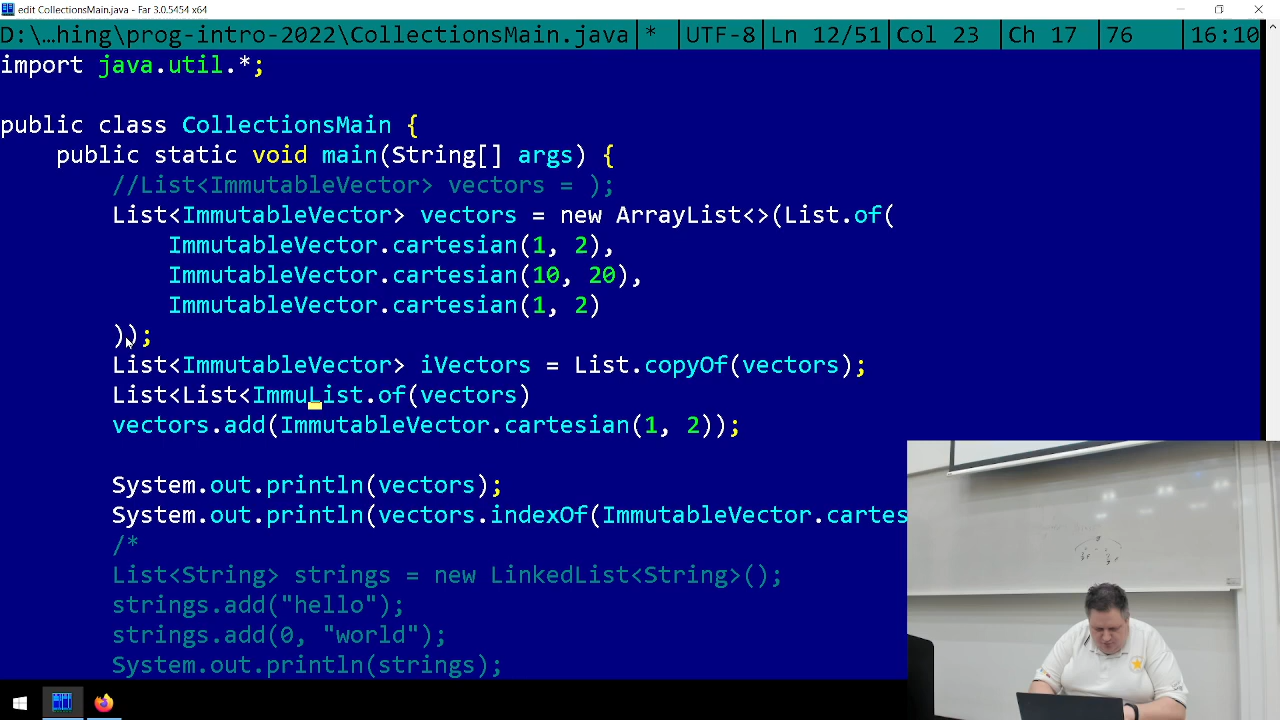 edit CollectionsMain.java - Far 3.0.5454 x64
D:\…hing\prog-intro-2022\CollectionsMain.java * UTF-8 Ln 12/51 Col 23 Ch 17 76 16:10
import java.util.*;
public class CollectionsMain {
public static void main(String[] args) {
//List<ImmutableVector> vectors = );
List<ImmutableVector> vectors = new ArrayList<>(List.of(
ImmutableVector.cartesian(1, 2),
ImmutableVector.cartesian(10, 20),
ImmutableVector.cartesian(1, 2)
));
List<ImmutableVector> iVectors = List.copyOf(vectors);
List<List<ImmuList.of(vectors)
vectors.add(ImmutableVector.cartesian(1, 2));
System.out.println(vectors);
System.out.println(vectors.indexOf(ImmutableVector.cartes
/*
List<String> strings = new LinkedList<String>();
strings.add("hello");
strings.add(0, "world");
System.out.println(strings);